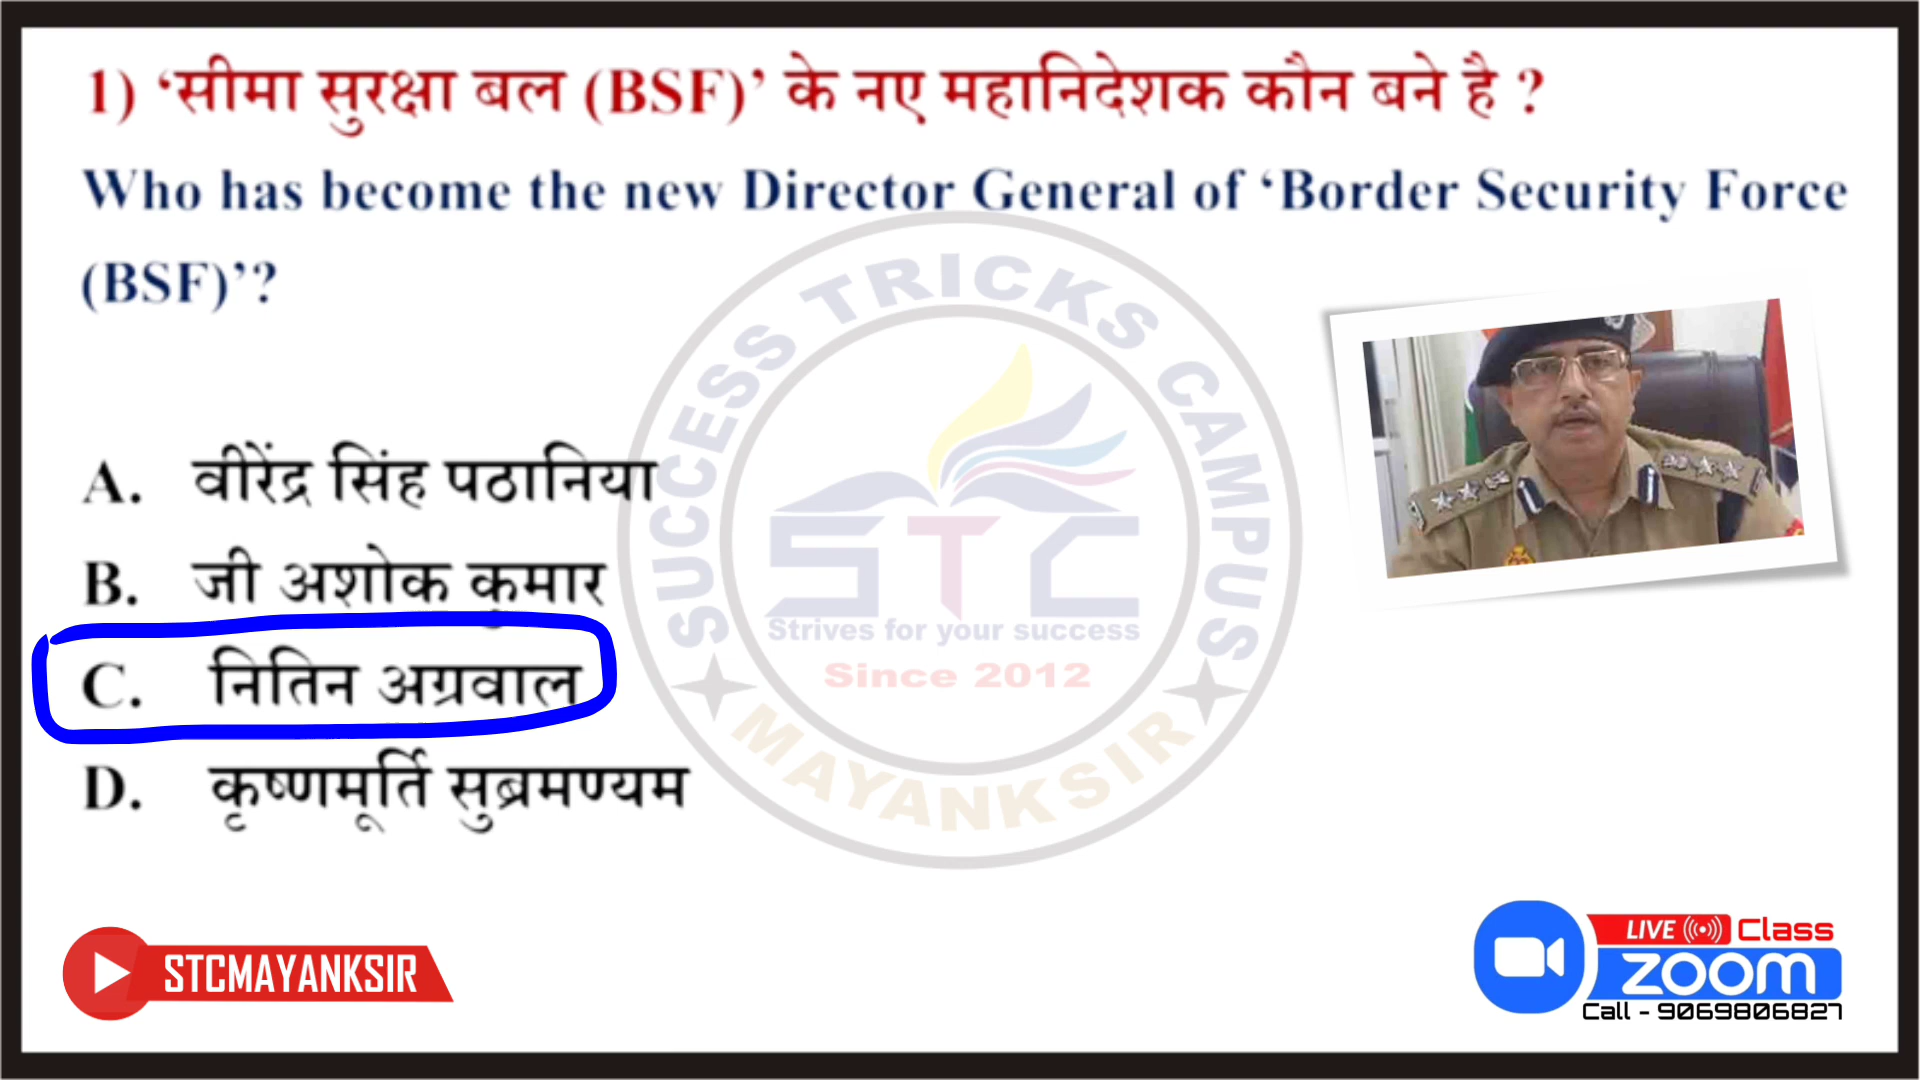 1) ‘सीमा सुरक्षा बल (BSF)’ के नए महानिदेशक कौन बने है ?
Who has become the new Director General of ‘Border Security Force
(BSF)’?
A. वीरेंद्र सिंह पठानिया
B. जी अशोक कुमार
C. नितिन अग्रवाल
D. कृष्णमूर्ति सुब्रमण्यम
SUCCESS TRICKS CAMPUS
STC
Strives for your success
Since 2012
MAYANKSIR
STCMAYANKSIR
LIVE Class
zoom
Call - 9069806827